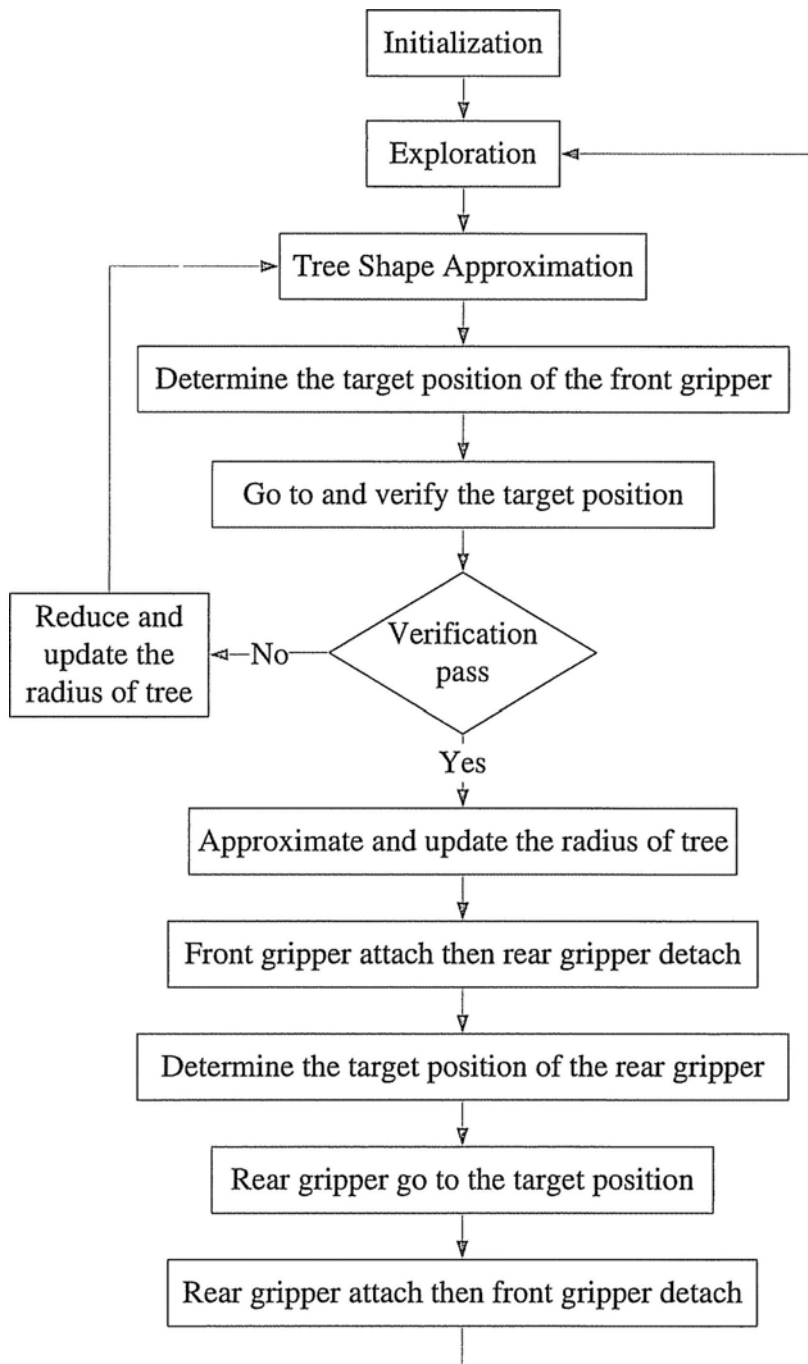 Initialization
Exploration
Tree Shape Approximation
Determine the target position of the front gripper
Go to and verify the target position
Verification
pass
No
Reduce and
update the
radius of tree
Yes
Approximate and update the radius of tree
Front gripper attach then rear gripper detach
Determine the target position of the rear gripper
Rear gripper go to the target position
Rear gripper attach then front gripper detach